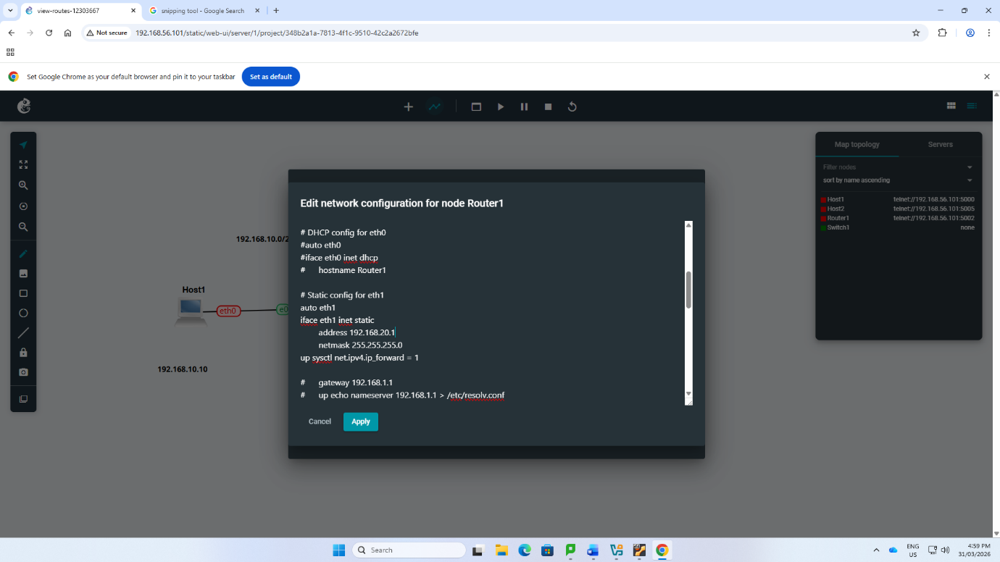 view-routes-12303667
snipping tool - Google Search
Not secure
192.168.56.101/static/web-ui/server/1/project/348b2a1a-7813-4f1c-9510-42c2a2672bfe
Set Google Chrome as your default browser and pin it to your taskbar
Set as default
Map topology
Servers
Filter nodes
sort by name ascending
Host1 telnet://192.168.56.101:5000
Host2 telnet://192.168.56.101:5005
Router1 telnet://192.168.56.101:5002
Switch1 none
192.168.10.0/2
Host1
eth0
e0
192.168.10.10
Edit network configuration for node Router1
# DHCP config for eth0
#auto eth0
#iface eth0 inet dhcp
# hostname Router1
# Static config for eth1
auto eth1
iface eth1 inet static
address 192.168.20.1
netmask 255.255.255.0
up sysctl net.ipv4.ip_forward = 1
# gateway 192.168.1.1
# up echo nameserver 192.168.1.1 > /etc/resolv.conf
Cancel
Apply
Search
ENG
US
4:59 PM
31/03/2026